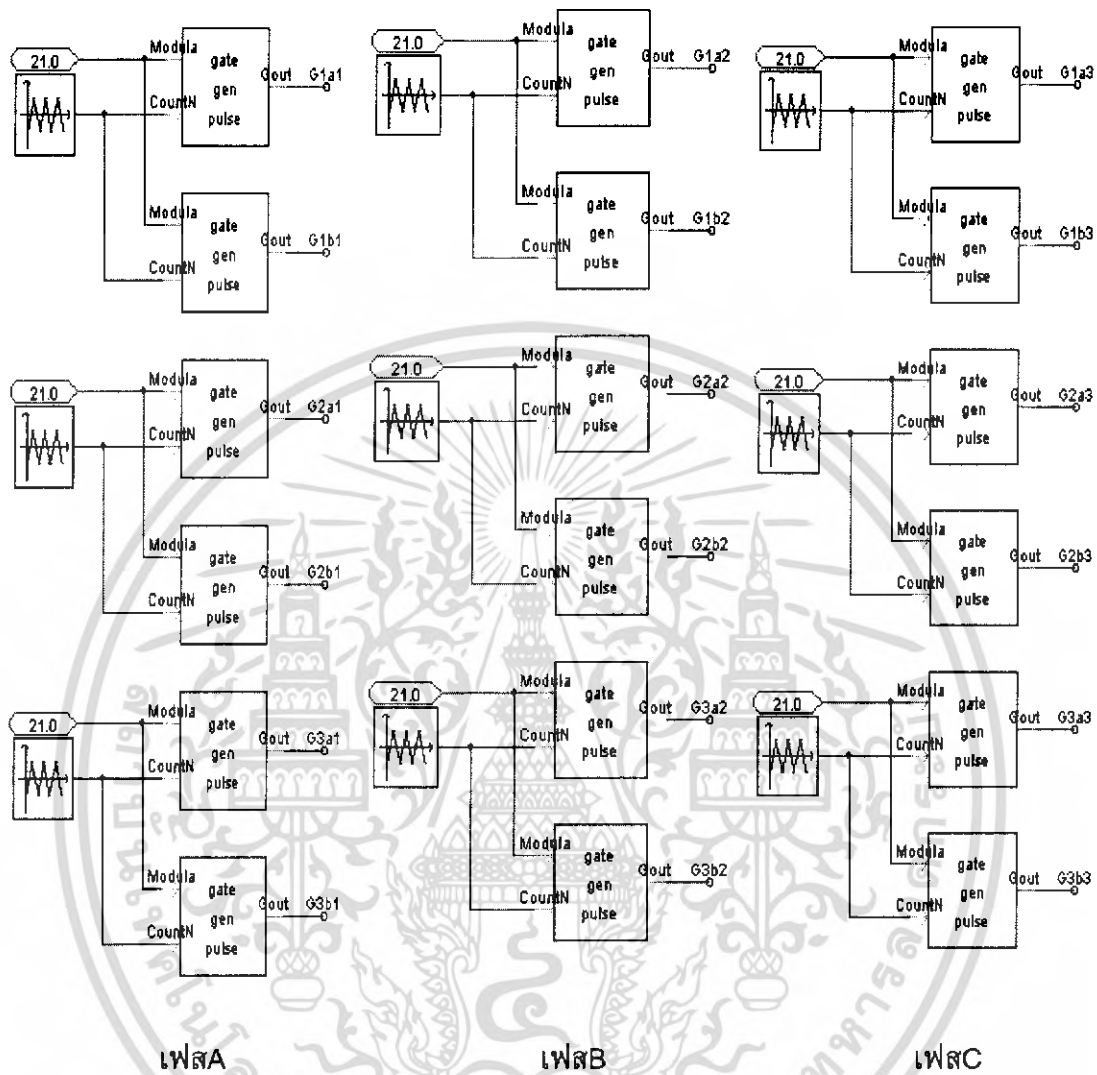 21.0
Modula
CountN
gate
gen
pulse
Gout G1a1
Modula
CountN
gate
gen
pulse
Gout G1b1
21.0
Modula
CountN
gate
gen
pulse
Gout G1a2
Modula
CountN
gate
gen
pulse
Gout G1b2
21.0
Modula
CountN
gate
gen
pulse
Gout G1a3
Modula
CountN
gate
gen
pulse
Gout G1b3
21.0
Modula
CountN
gate
gen
pulse
Gout G2a1
Modula
CountN
gate
gen
pulse
Gout G2b1
21.0
Modula
CountN
gate
gen
pulse
Gout G2a2
Modula
CountN
gate
gen
pulse
Gout G2b2
21.0
Modula
CountN
gate
gen
pulse
Gout G2a3
Modula
CountN
gate
gen
pulse
Gout G2b3
21.0
Modula
CountN
gate
gen
pulse
Gout G3a1
Modula
CountN
gate
gen
pulse
Gout G3b1
21.0
Modula
CountN
gate
gen
pulse
Gout G3a2
Modula
CountN
gate
gen
pulse
Gout G3b2
21.0
Modula
CountN
gate
gen
pulse
Gout G3a3
Modula
CountN
gate
gen
pulse
Gout G3b3
เฟสA
เฟสB
เฟสC